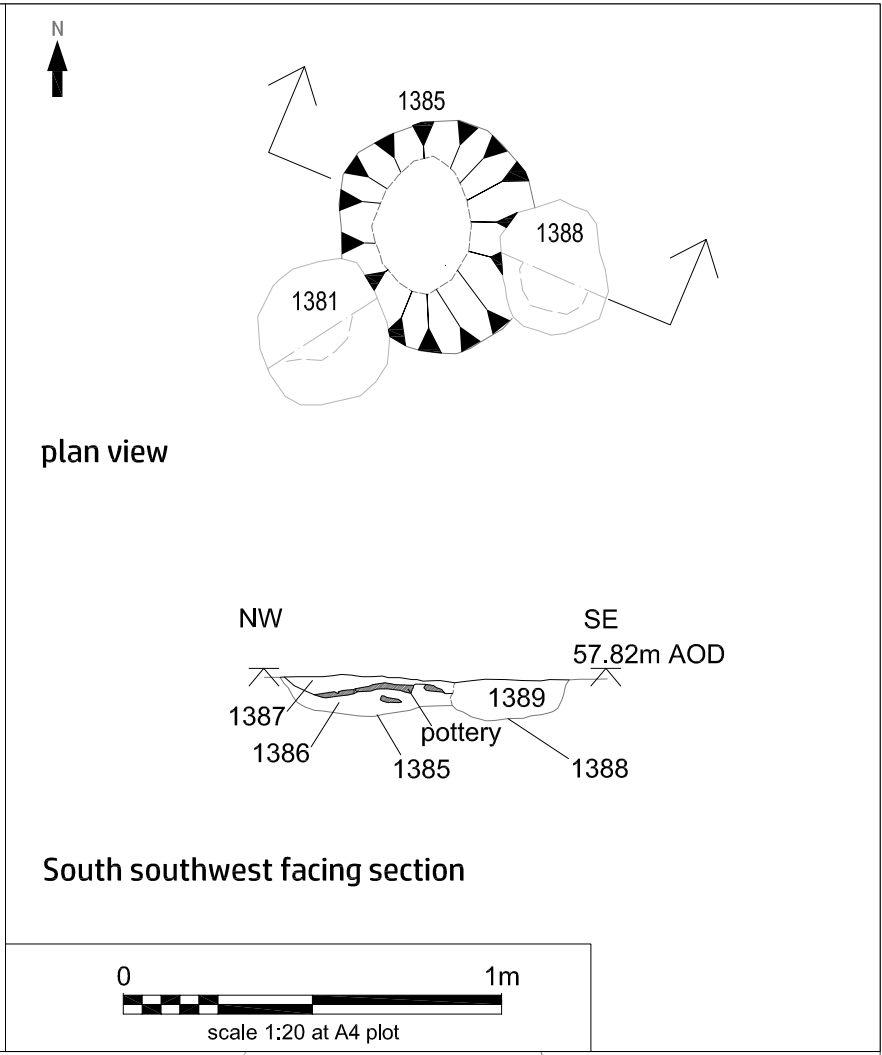 N
1385
1388
1381
plan view
NW
SE
57.82m AOD
1387
1389
1386
pottery
1385
1388
South southwest facing section
0
1m
scale 1:20 at A4 plot